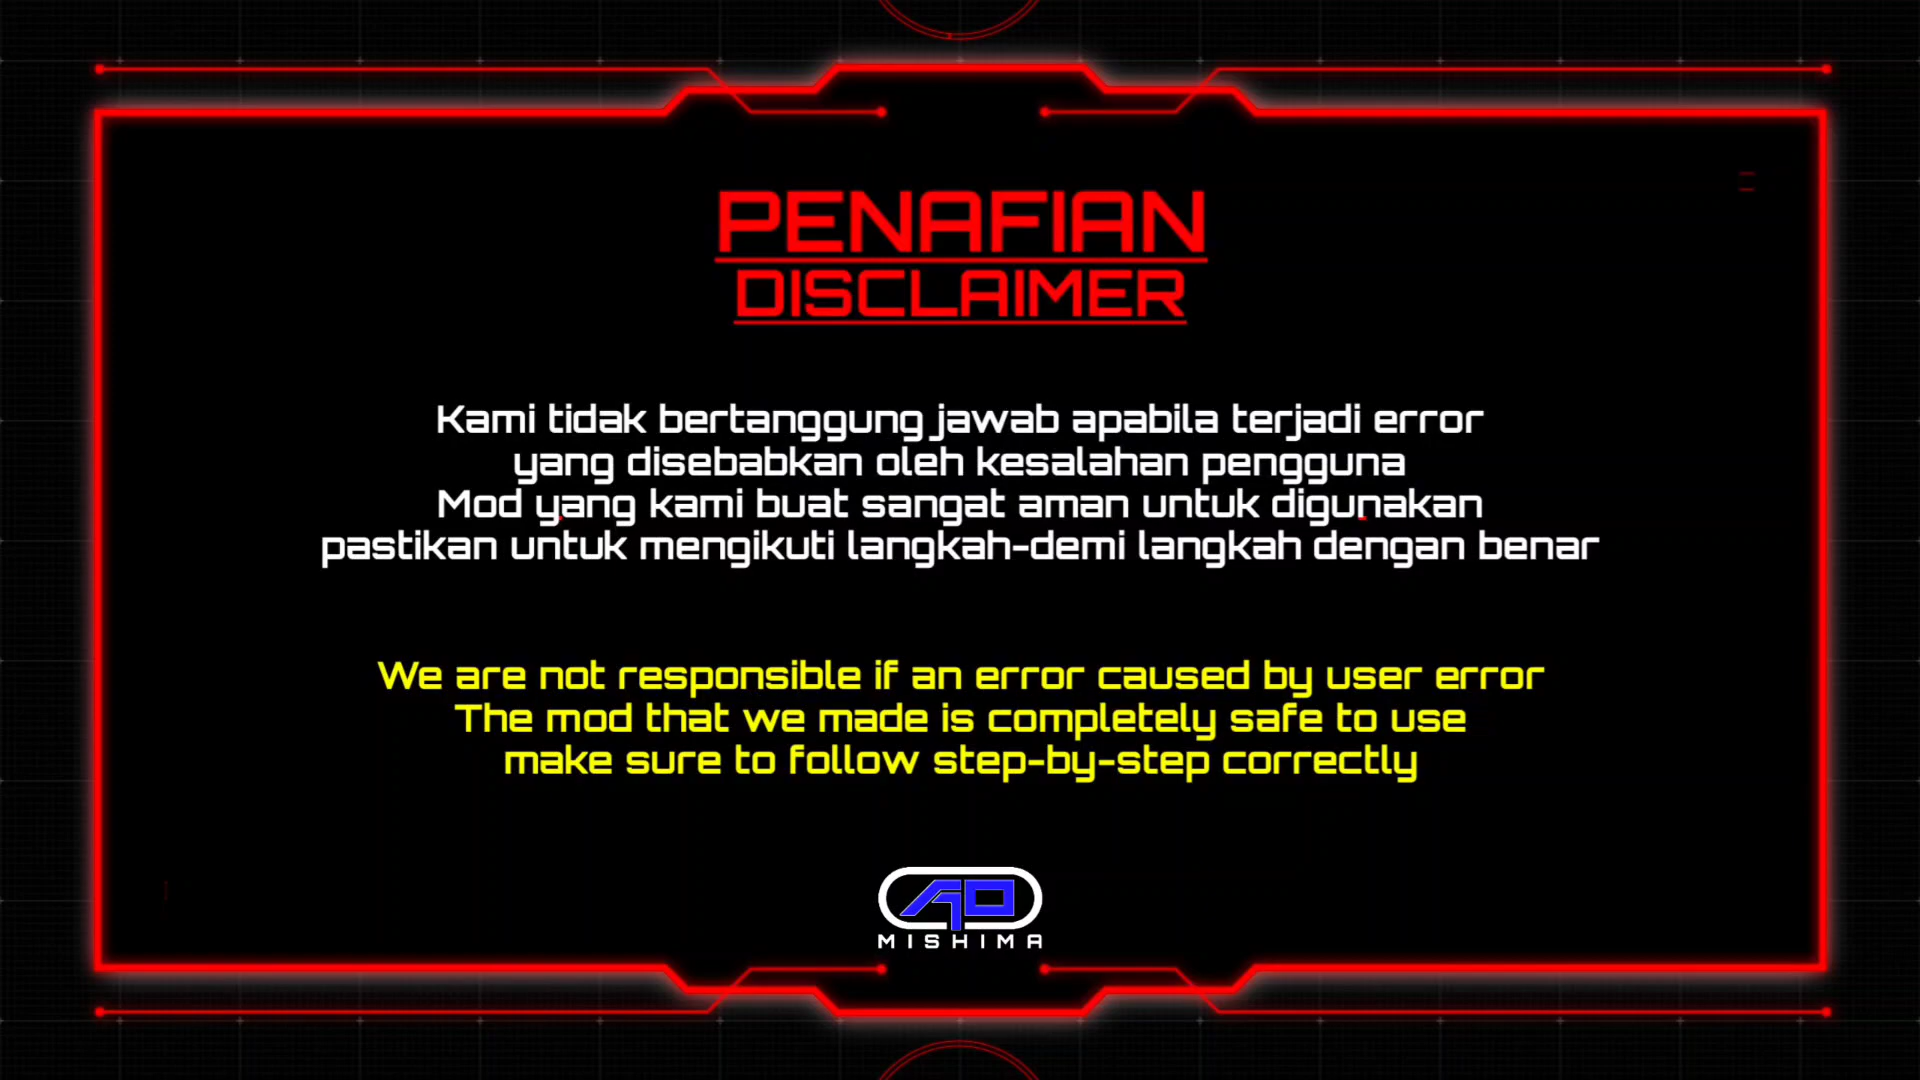 PENAFIAN
DISCLAIMER
Kami tidak bertanggung jawab apabila terjadi error
yang disebabkan oleh kesalahan pengguna
Mod yang kami buat sangat aman untuk digunakan
pastikan untuk mengikuti langkah-demi langkah dengan benar
We are not responsible if an error caused by user error
The mod that we made is completely safe to use
make sure to follow step-by-step correctly
AD
MISHIMA